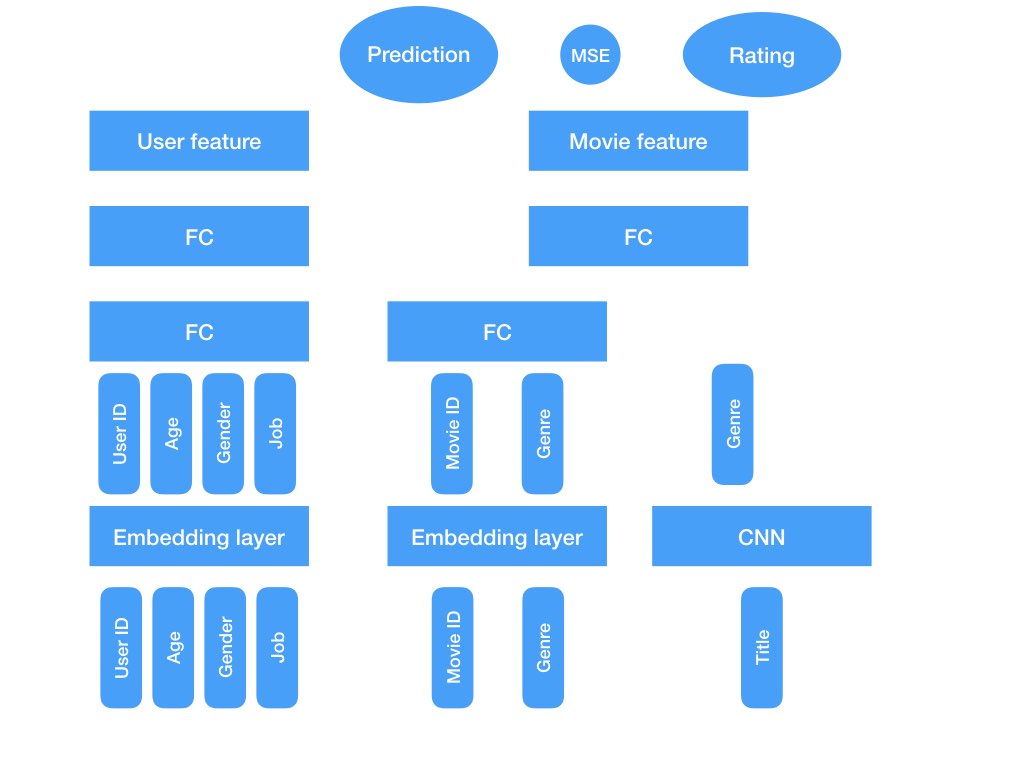 Prediction
MSE
Rating
User feature
Movie feature
FC
FC
FC
FC
User ID
Age
Gender
Job
Movie ID
Genre
Genre
Embedding layer
Embedding layer
CNN
User ID
Age
Gender
Job
Movie ID
Genre
Title